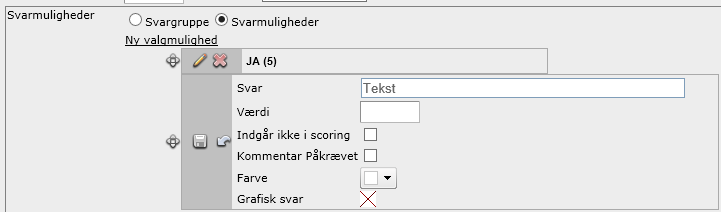 Svarmuligheder
Svargruppe Svarmuligheder
Ny valgmulighed
JA (5)
Svar Tekst
Værdi
Indgår ikke i scoring
Kommentar Påkrævet
Farve
Grafisk svar